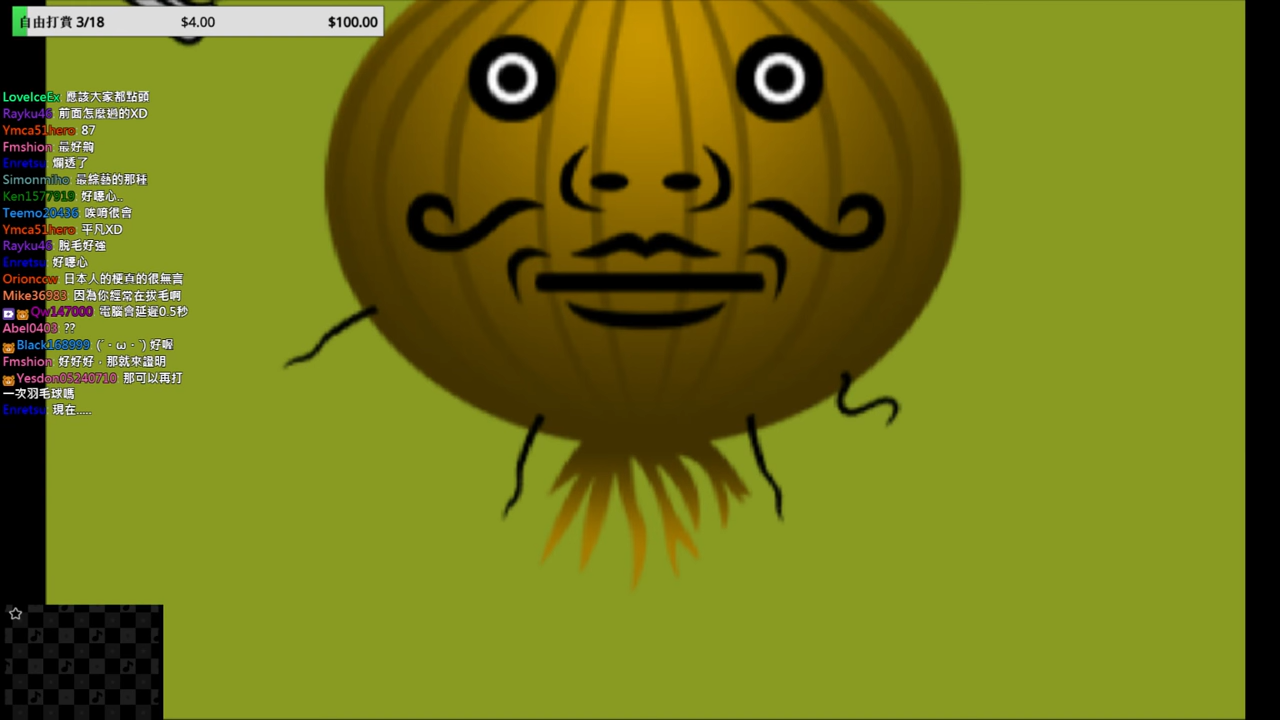 自由打賞 3/18 $4.00 $100.00
LoveIceEx 應該大家都點頭
Rayku46 前面怎麼過的XD
Ymca51hero 87
Fmshion 最好夠
Enretsu 爛透了
Simonmiho 最綜藝的那種
Ken1577919 好噁心..
Teemo20436 唉唷很會
Ymca51hero 平凡XD
Rayku46 脫毛好強
Enretsu 好噁心
Orioncow 日本人的梗真的很無言
Mike36983 因為你經常在拔毛啊
Qw147000 電腦會延遲0.5秒
Abel0403 ??
Black168999 (´・ω・`) 好喔
Fmshion 好好好，那就來證明
Yesdon05240710 那可以再打
一次羽毛球嗎
Enretsu 現在.....